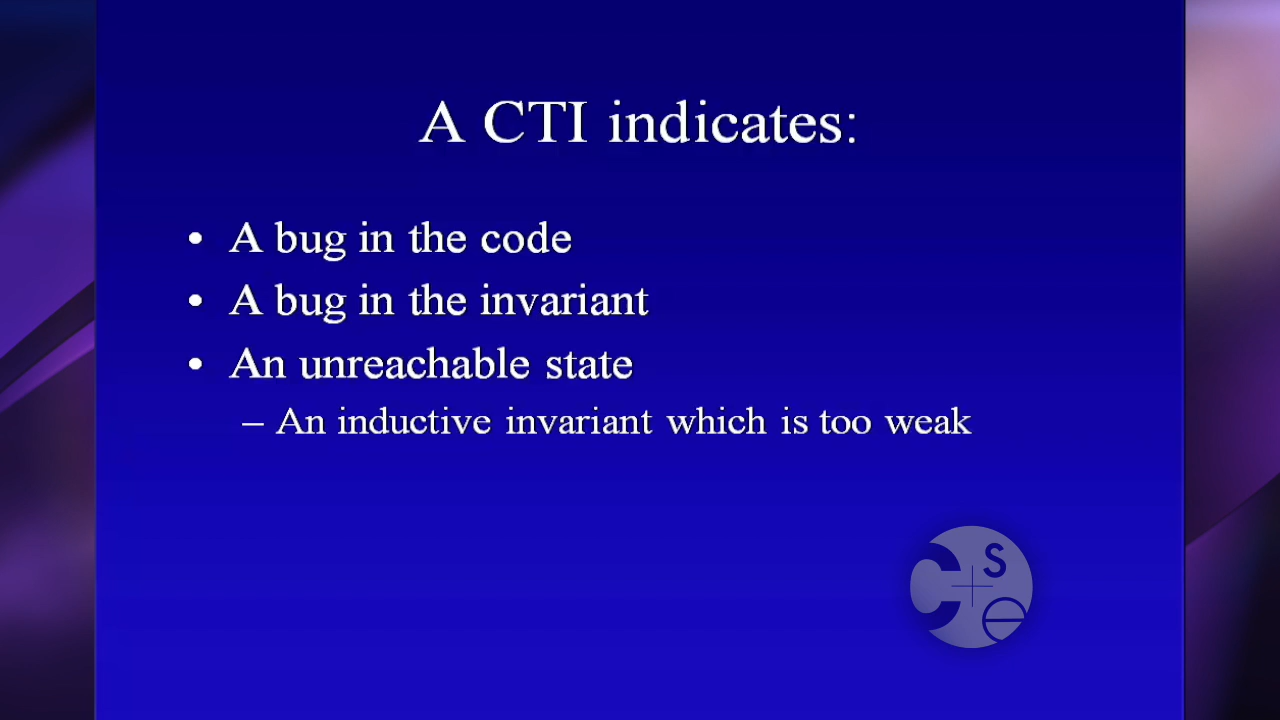 A CTI indicates:
• A bug in the code
• A bug in the invariant
• An unreachable state
– An inductive invariant which is too weak
C S e